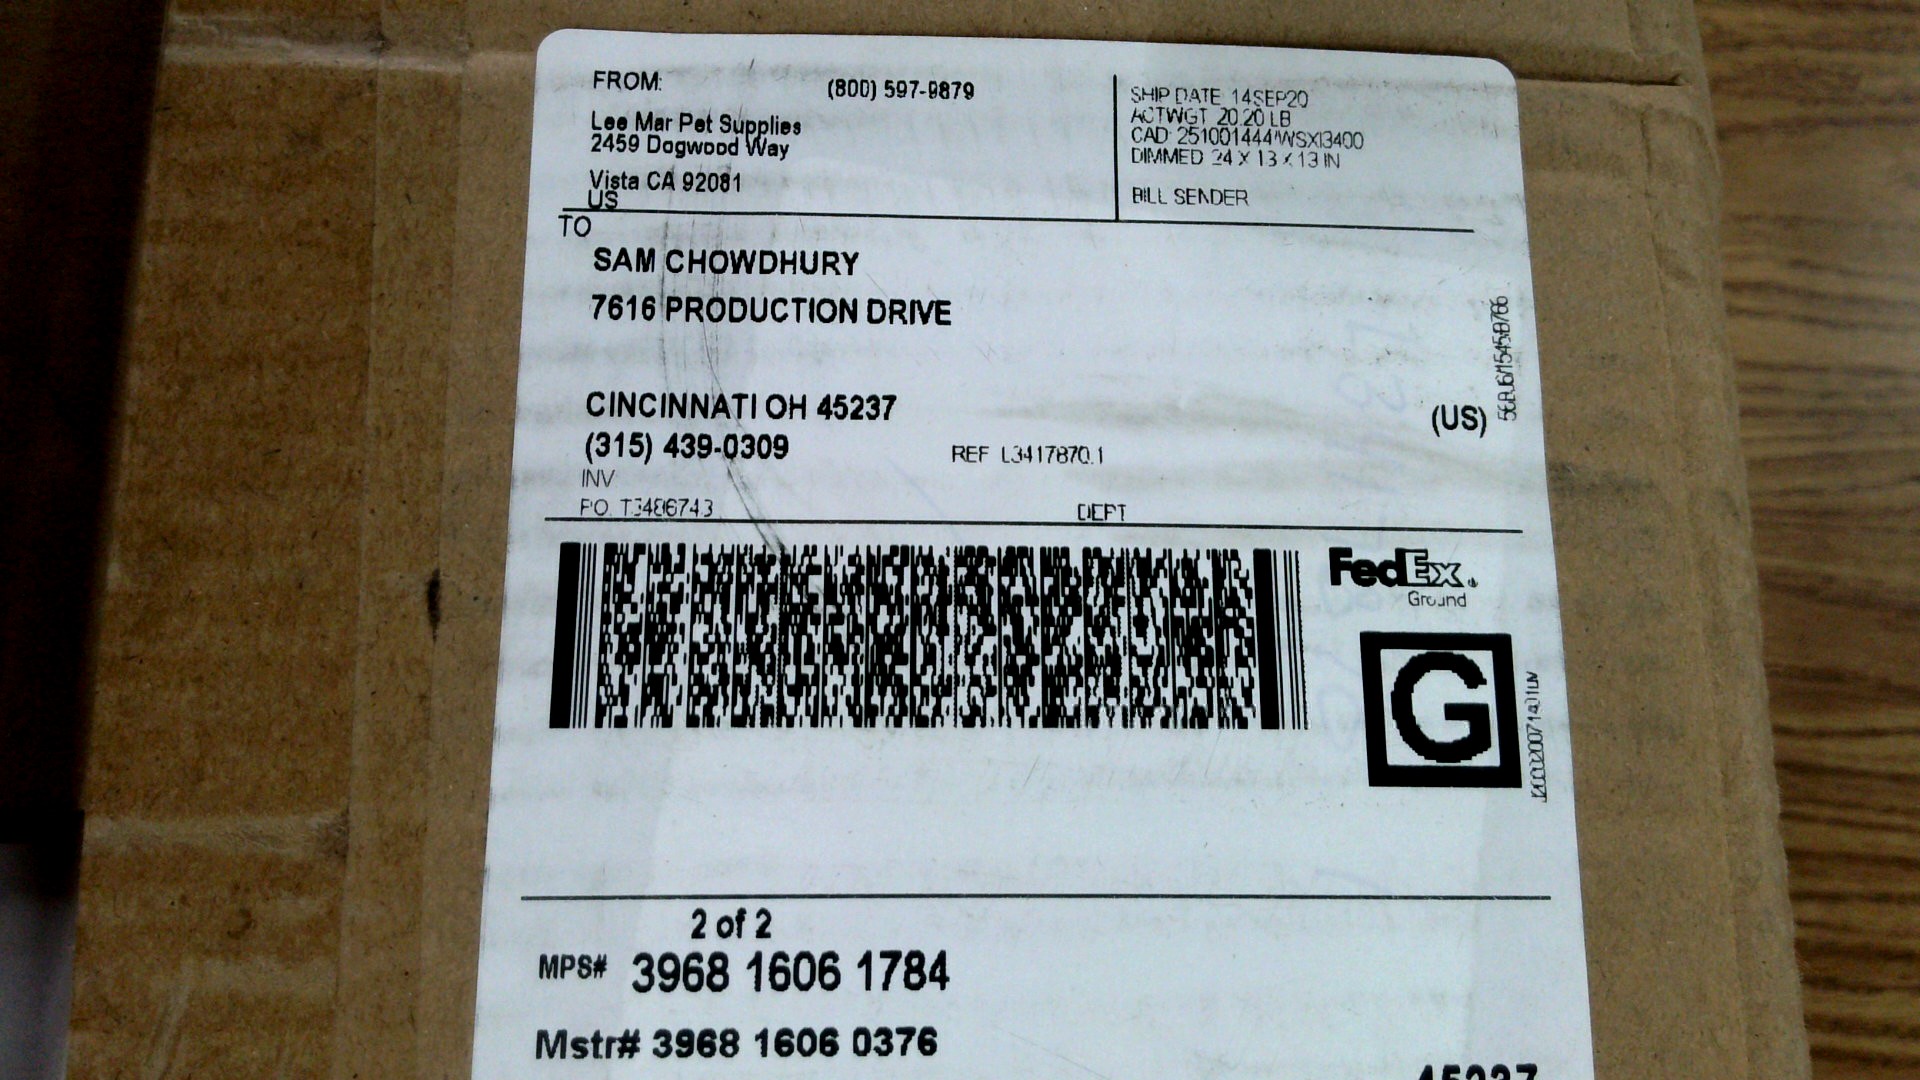 FROM: (800) 597-9879
Lee Mar Pet Supplies
2459 Dogwood Way
Vista CA 92081
US
SHIP DATE 14SEP20
ACTWGT 20.20 LB
CAD: 251001444/WSXI3400
DIMMED 24 X 13 X 13 IN
BILL SENDER
TO
SAM CHOWDHURY
7616 PRODUCTION DRIVE
CINCINNATI OH 45237
(US)
(315) 439-0309
REF L3417870.1
INV
PO
DEPT
FedEx
Ground
G
2 of 2
MPS# 3968 1606 1784
Mstr# 3968 1606 0376
45237